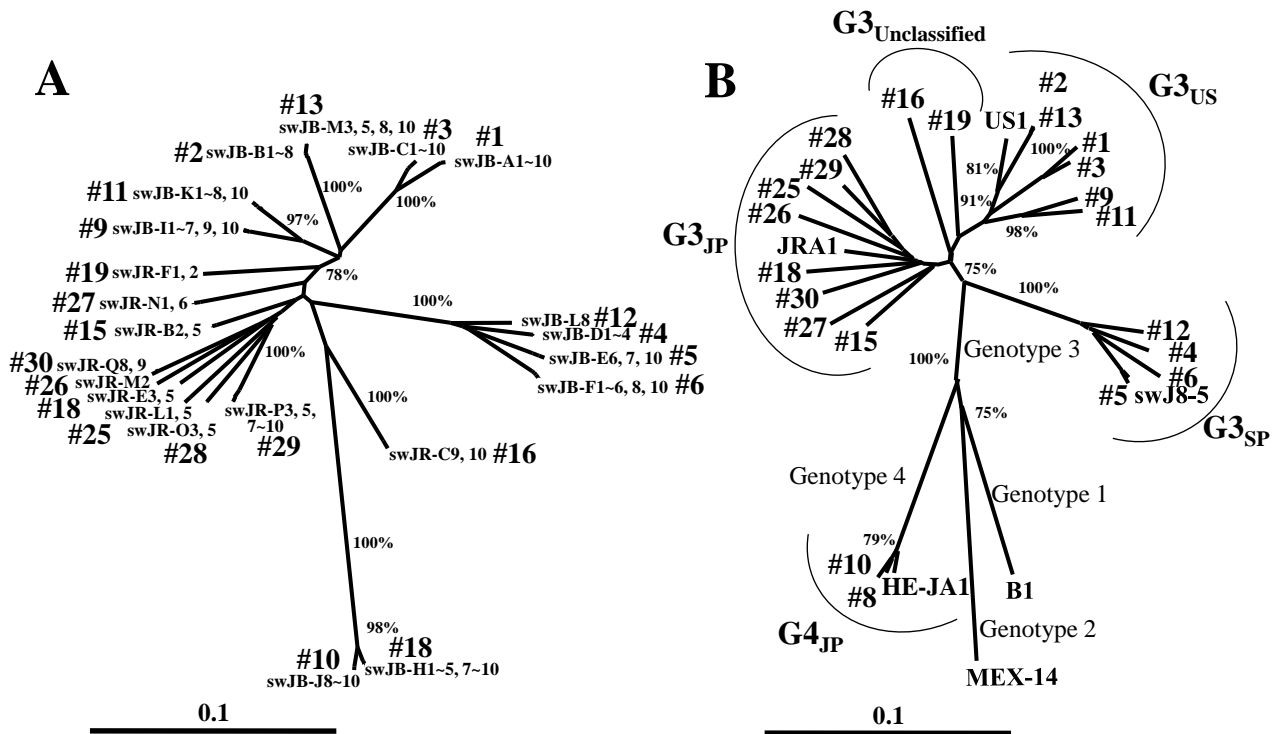 A
#13
swJB-M3, 5, 8, 10
#3
swJB-C1~10
#1
swJB-A1~10
#2 swJB-B1~8
100%
100%
#11 swJB-K1~8, 10
97%
#9 swJB-I1~7, 9, 10
#19 swJR-F1, 2
78%
#27 swJR-N1, 6
#15 swJR-B2, 5
100%
swJB-L8 #12
swJB-D1~4 #4
swJB-E6, 7, 10 #5
swJB-F1~6, 8, 10 #6
100%
#30 swJR-Q8, 9
#26 swJR-M2
swJR-E3, 5
#18 swJR-L1, 5
#25 swJR-O3, 5
#28
swJR-P3, 5,
7~10
#29
100%
swJR-C9, 10 #16
100%
98%
#10
swJB-J8~10
#18
swJB-H1~5, 7~10
0.1
B
G3Unclassified
#16
#19
US1
#2
#13
G3US
100%
#1
#3
81%
91%
#9
#11
98%
#28
#29
#25
#26
G3JP
JRA1
#18
#30
#27
#15
75%
100%
#12
#4
#6
#5 swJ8-5
G3SP
100%
Genotype 3
75%
Genotype 4
Genotype 1
79%
#10
HE-JA1
#8
B1
G4JP
Genotype 2
MEX-14
0.1